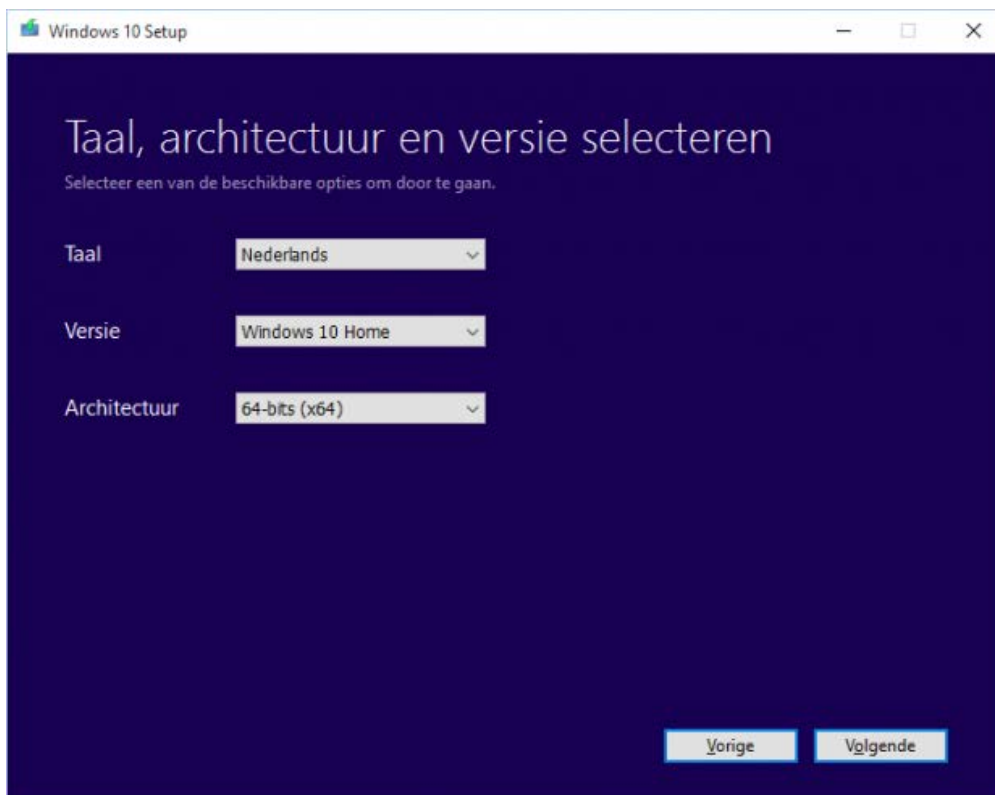 Windows 10 Setup
Taal, architectuur en versie selecteren
Selecteer een van de beschikbare opties om door te gaan.
Taal Nederlands
Versie Windows 10 Home
Architectuur 64-bits (x64)
Vorige Volgende